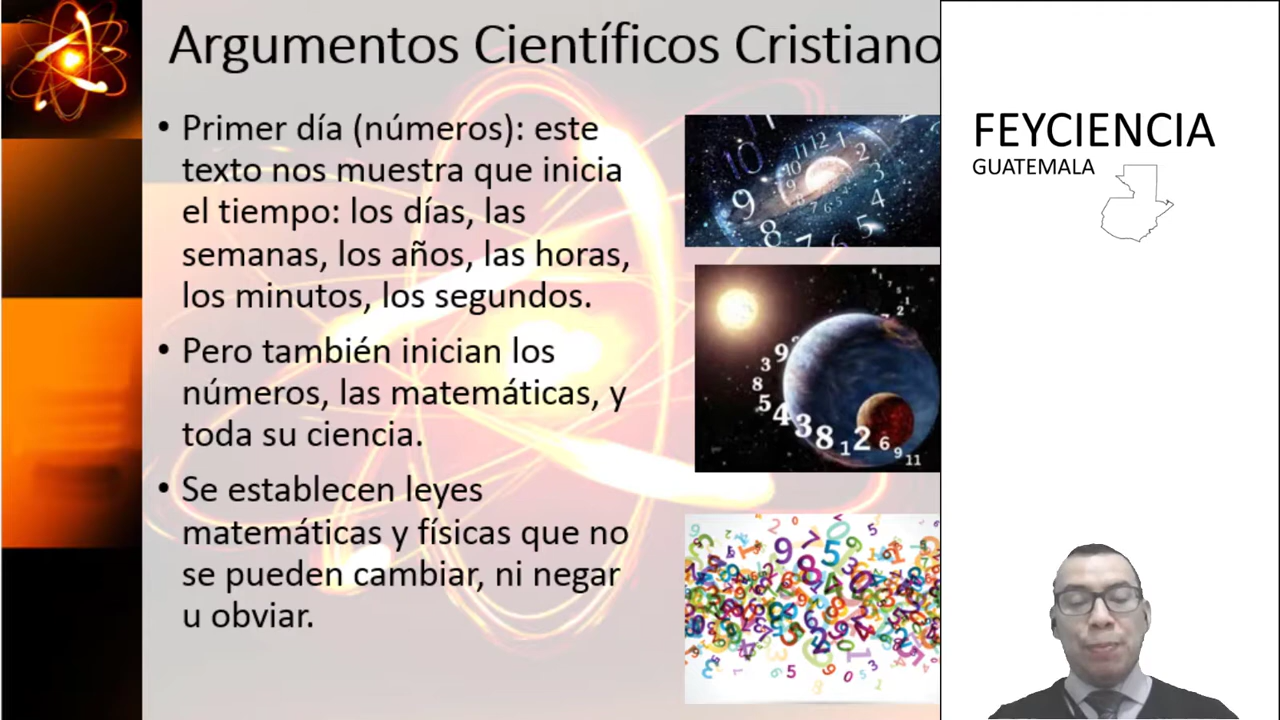 Argumentos Científicos Cristiano
• Primer día (números): este
texto nos muestra que inicia
el tiempo: los días, las
semanas, los años, las horas,
los minutos, los segundos.
• Pero también inician los
números, las matemáticas, y
toda su ciencia.
• Se establecen leyes
matemáticas y físicas que no
se pueden cambiar, ni negar
u obviar.
FEYCIENCIA
GUATEMALA